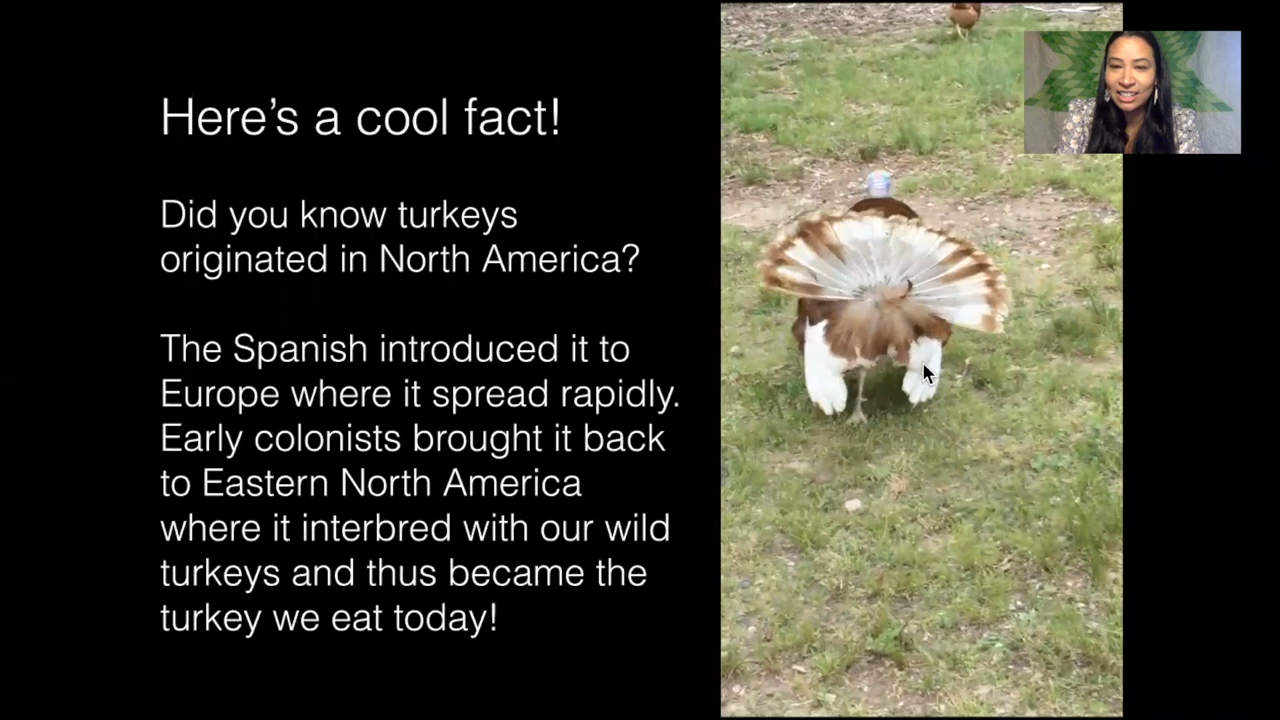 Here’s a cool fact!
Did you know turkeys
originated in North America?
The Spanish introduced it to
Europe where it spread rapidly.
Early colonists brought it back
to Eastern North America
where it interbred with our wild
turkeys and thus became the
turkey we eat today!